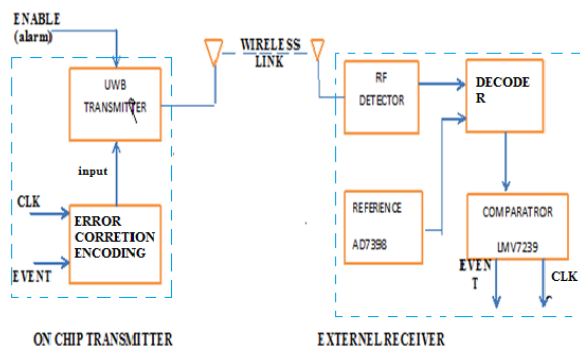 ENABLE
(alarm)
UWB
TRANSMITTER
input
CLK
EVENT
ERROR
CORRETION
ENCODING
ON CHIP TRANSMITTER
WIRELESS
LINK
RF
DETECTOR
DECODE
R
REFERENCE
AD7398
COMPARATROR
LMV7239
EVEN
T
CLK
EXTERNEL RECEIVER